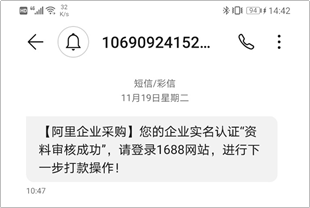 HD 4G 32 K/s 94 14:42
10690924152...
短信/彩信
11月19日星期二
【阿里企业采购】您的企业实名认证“资
料审核成功”，请登录1688网站，进行下
一步打款操作！
10:47